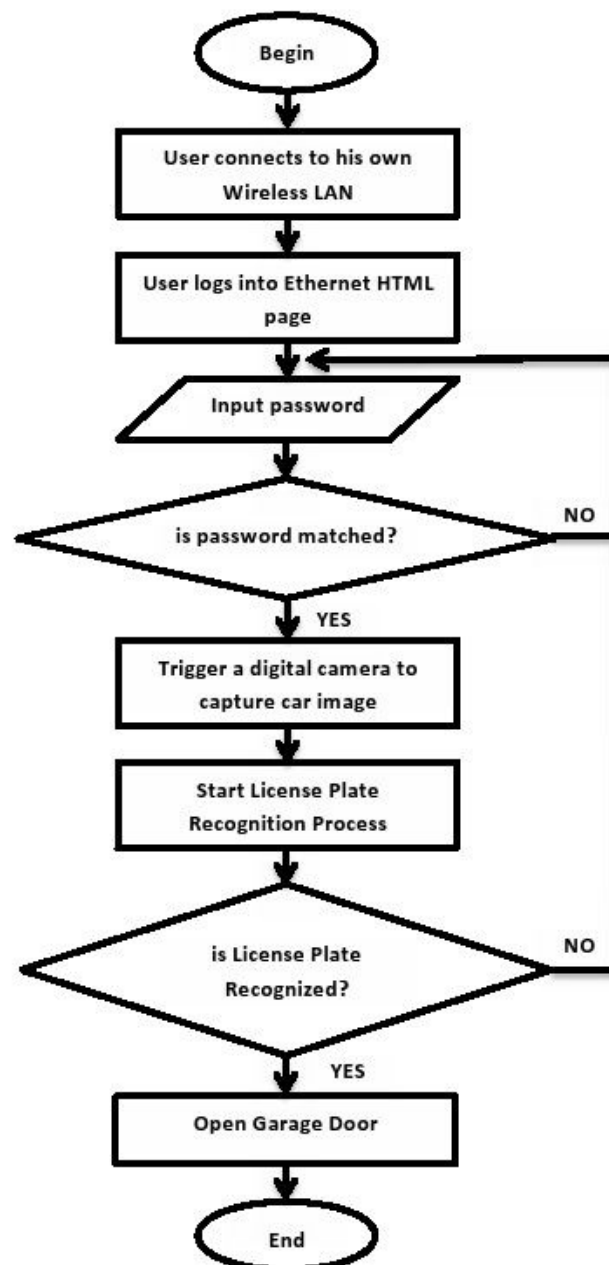 Begin
User connects to his own
Wireless LAN
User logs into Ethernet HTML
page
Input password
is password matched?
NO
YES
Trigger a digital camera to
capture car image
Start License Plate
Recognition Process
is License Plate
Recognized?
NO
YES
Open Garage Door
End